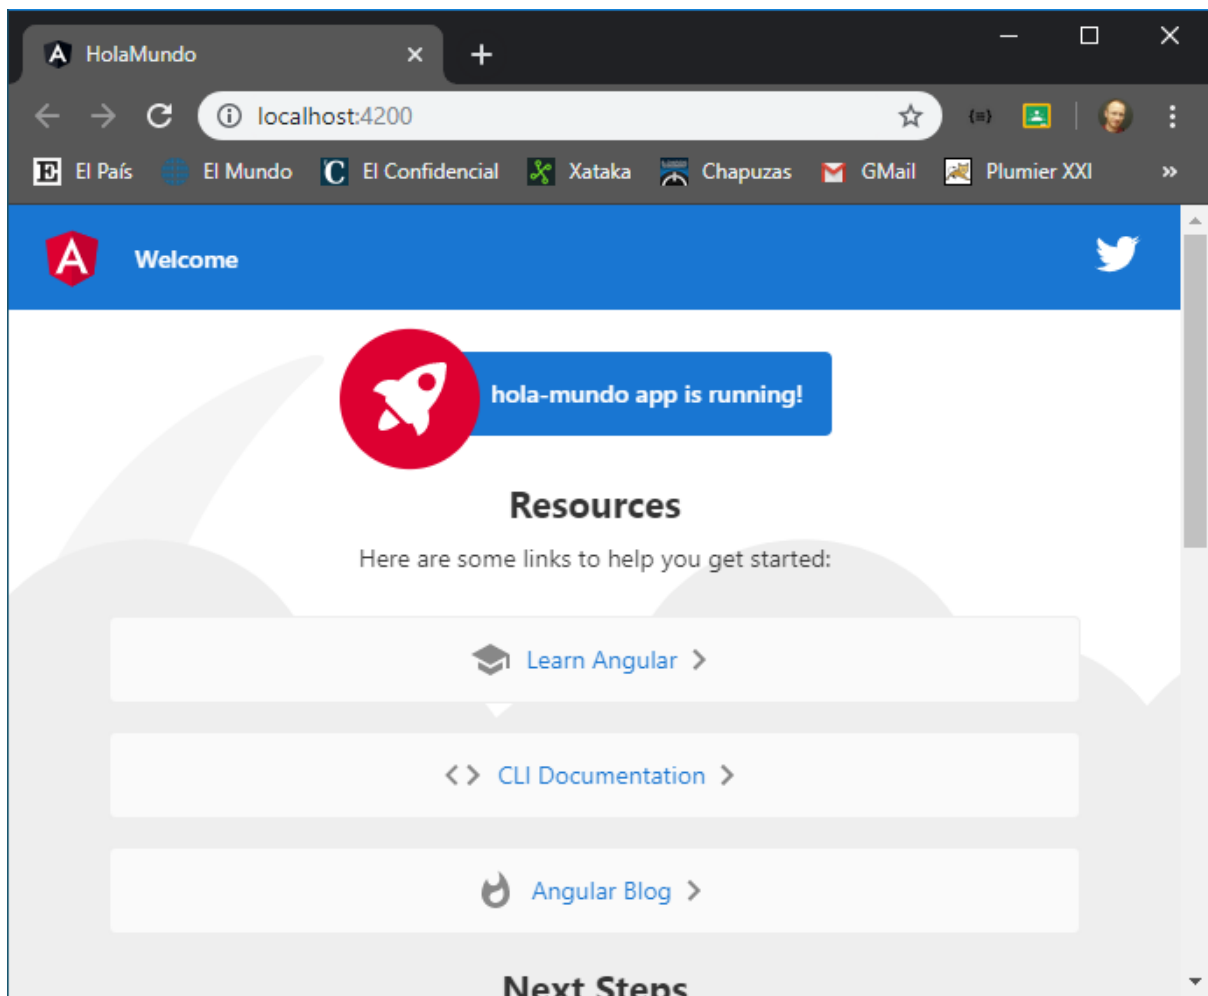 HolaMundo
localhost:4200
El País El Mundo El Confidencial Xataka Chapuzas GMail Plumier XXI
Welcome
hola-mundo app is running!
Resources
Here are some links to help you get started:
Learn Angular
CLI Documentation
Angular Blog
Next Steps